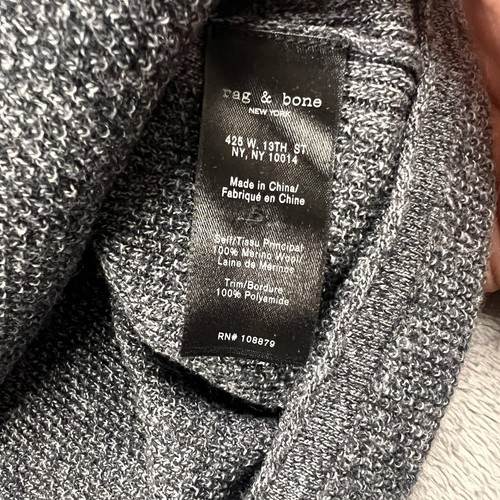 rag & bone
NEW YORK
425 W. 13TH ST.
NY, NY 10014
Made in China/
Fabriqué en Chine
Self/Tissu Principal
100% Merino Wool/
Laine de Merinos
Trim/Bordure
100% Polyamide
RN# 108879